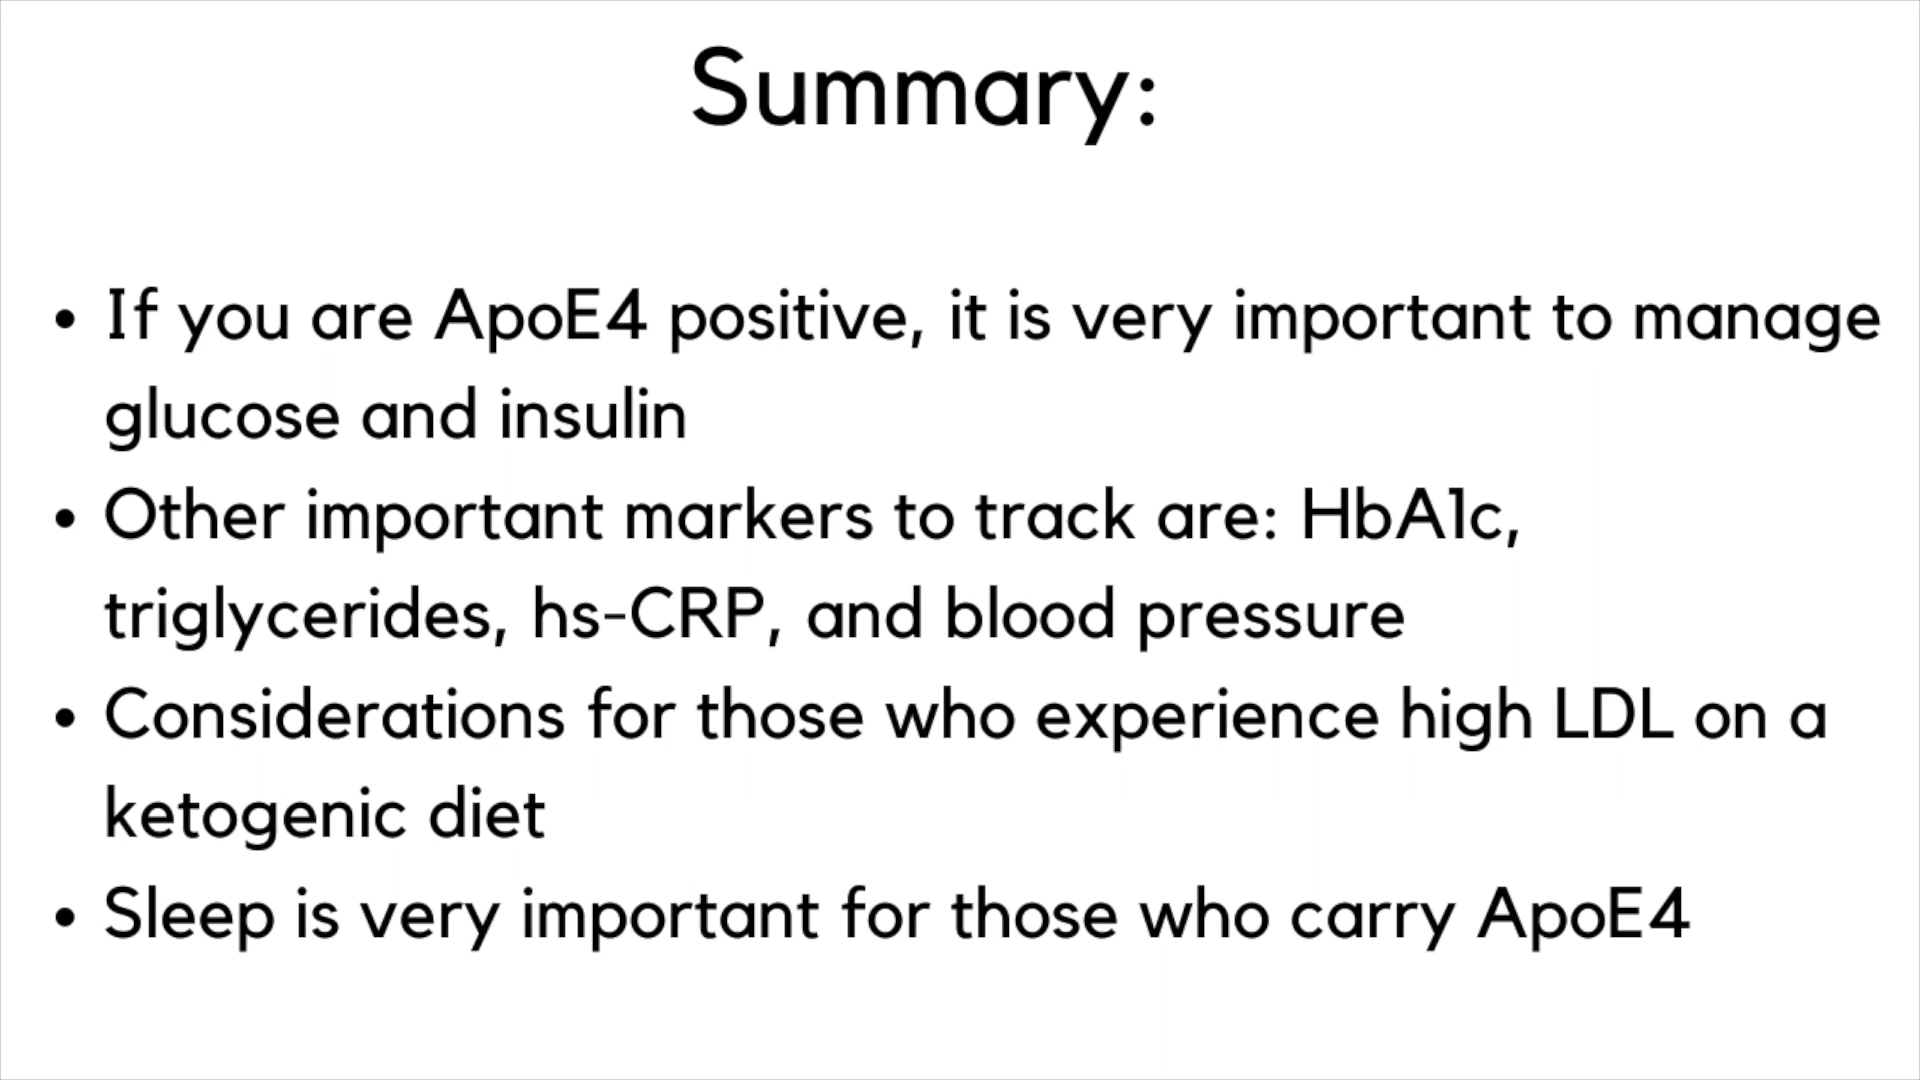 Summary:
• If you are ApoE4 positive, it is very important to manage
glucose and insulin
• Other important markers to track are: HbA1c,
triglycerides, hs-CRP, and blood pressure
• Considerations for those who experience high LDL on a
ketogenic diet
• Sleep is very important for those who carry ApoE4